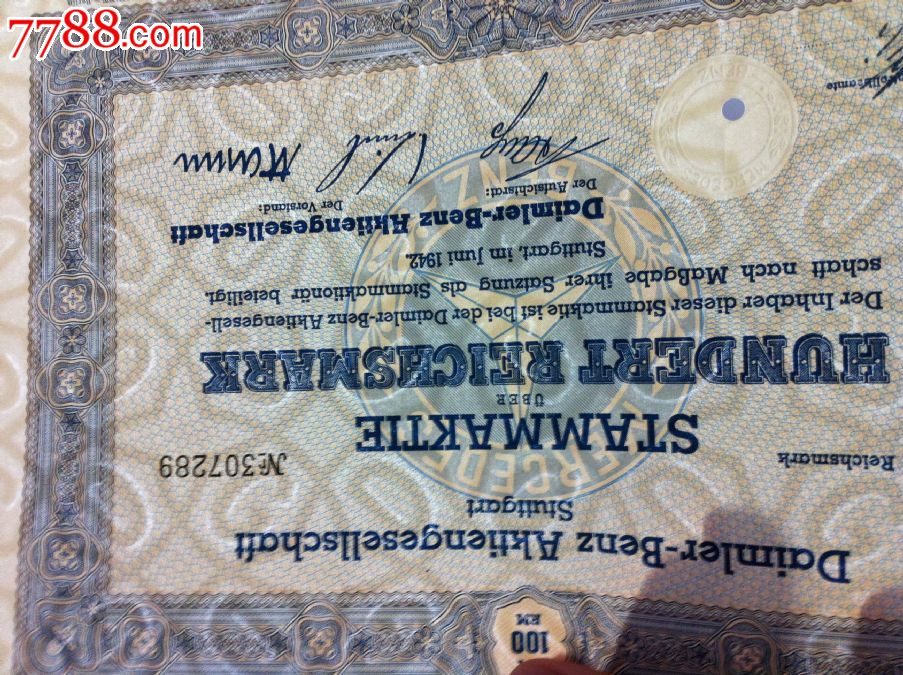 7788.com
100
RM
Daimler-Benz Aktiengesellschaft
Stuttgart
Reichsmark
№ 307289
STAMMAKTIE
ÜBER
HUNDERT REICHSMARK
Der Inhaber dieser Stammaktie ist bei der Daimler-Benz Aktiengesell-
schaft nach Maßgabe ihrer Satzung als Stammaktionär beteiligt.
Stuttgart, im Juni 1942.
Daimler-Benz Aktiengesellschaft
Der Aufsichtsrat: Der Vorstand:
BENZ